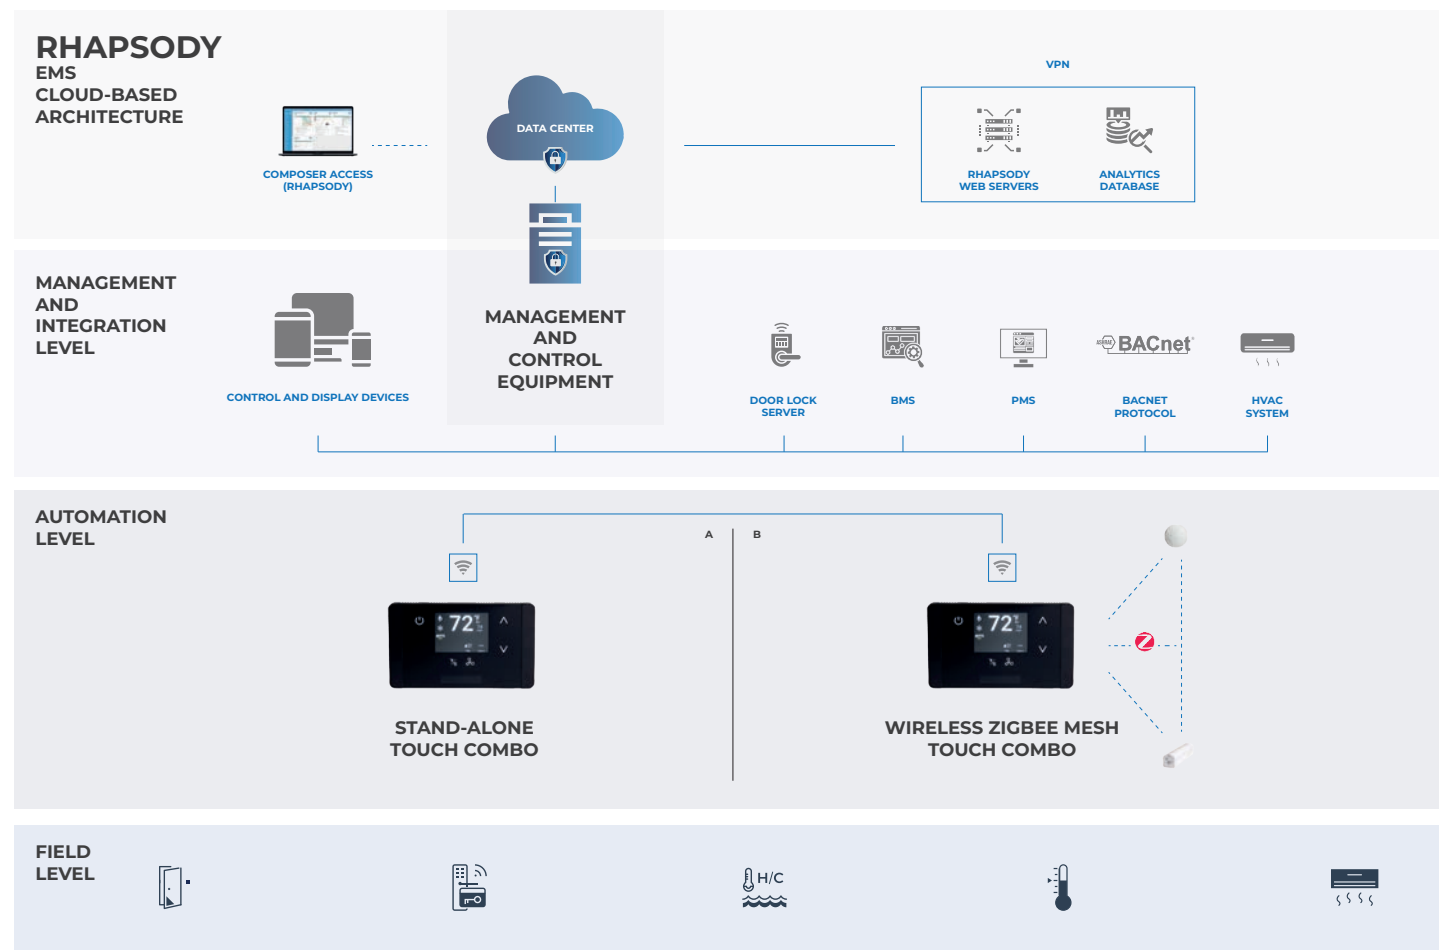 RHAPSODY
EMS
CLOUD-BASED
ARCHITECTURE
VPN
DATA CENTER
COMPOSER ACCESS
(RHAPSODY)
RHAPSODY
WEB SERVERS
ANALYTICS
DATABASE
MANAGEMENT
AND
INTEGRATION
LEVEL
MANAGEMENT
AND
CONTROL
EQUIPMENT
ASHRAE BACnet
CONTROL AND DISPLAY DEVICES
DOOR LOCK
SERVER
BMS
PMS
BACNET
PROTOCOL
HVAC
SYSTEM
AUTOMATION
LEVEL
A
B
72
72
STAND-ALONE
TOUCH COMBO
WIRELESS ZIGBEE MESH
TOUCH COMBO
FIELD
LEVEL
H/C